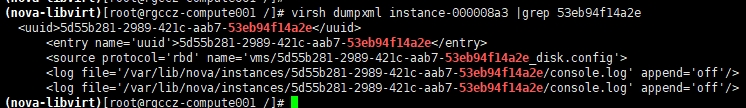 (nova-libvirt)[root@rgccz-compute001 /]# virsh dumpxml instance-000008a3 |grep 53eb94f14a2e
<uuid>5d55b281-2989-421c-aab7-53eb94f14a2e</uuid>
<entry name='uuid'>5d55b281-2989-421c-aab7-53eb94f14a2e</entry>
<source protocol='rbd' name='vms/5d55b281-2989-421c-aab7-53eb94f14a2e_disk.config'>
<log file='/var/lib/nova/instances/5d55b281-2989-421c-aab7-53eb94f14a2e/console.log' append='off'/>
<log file='/var/lib/nova/instances/5d55b281-2989-421c-aab7-53eb94f14a2e/console.log' append='off'/>
(nova-libvirt)[root@rgccz-compute001 /]#